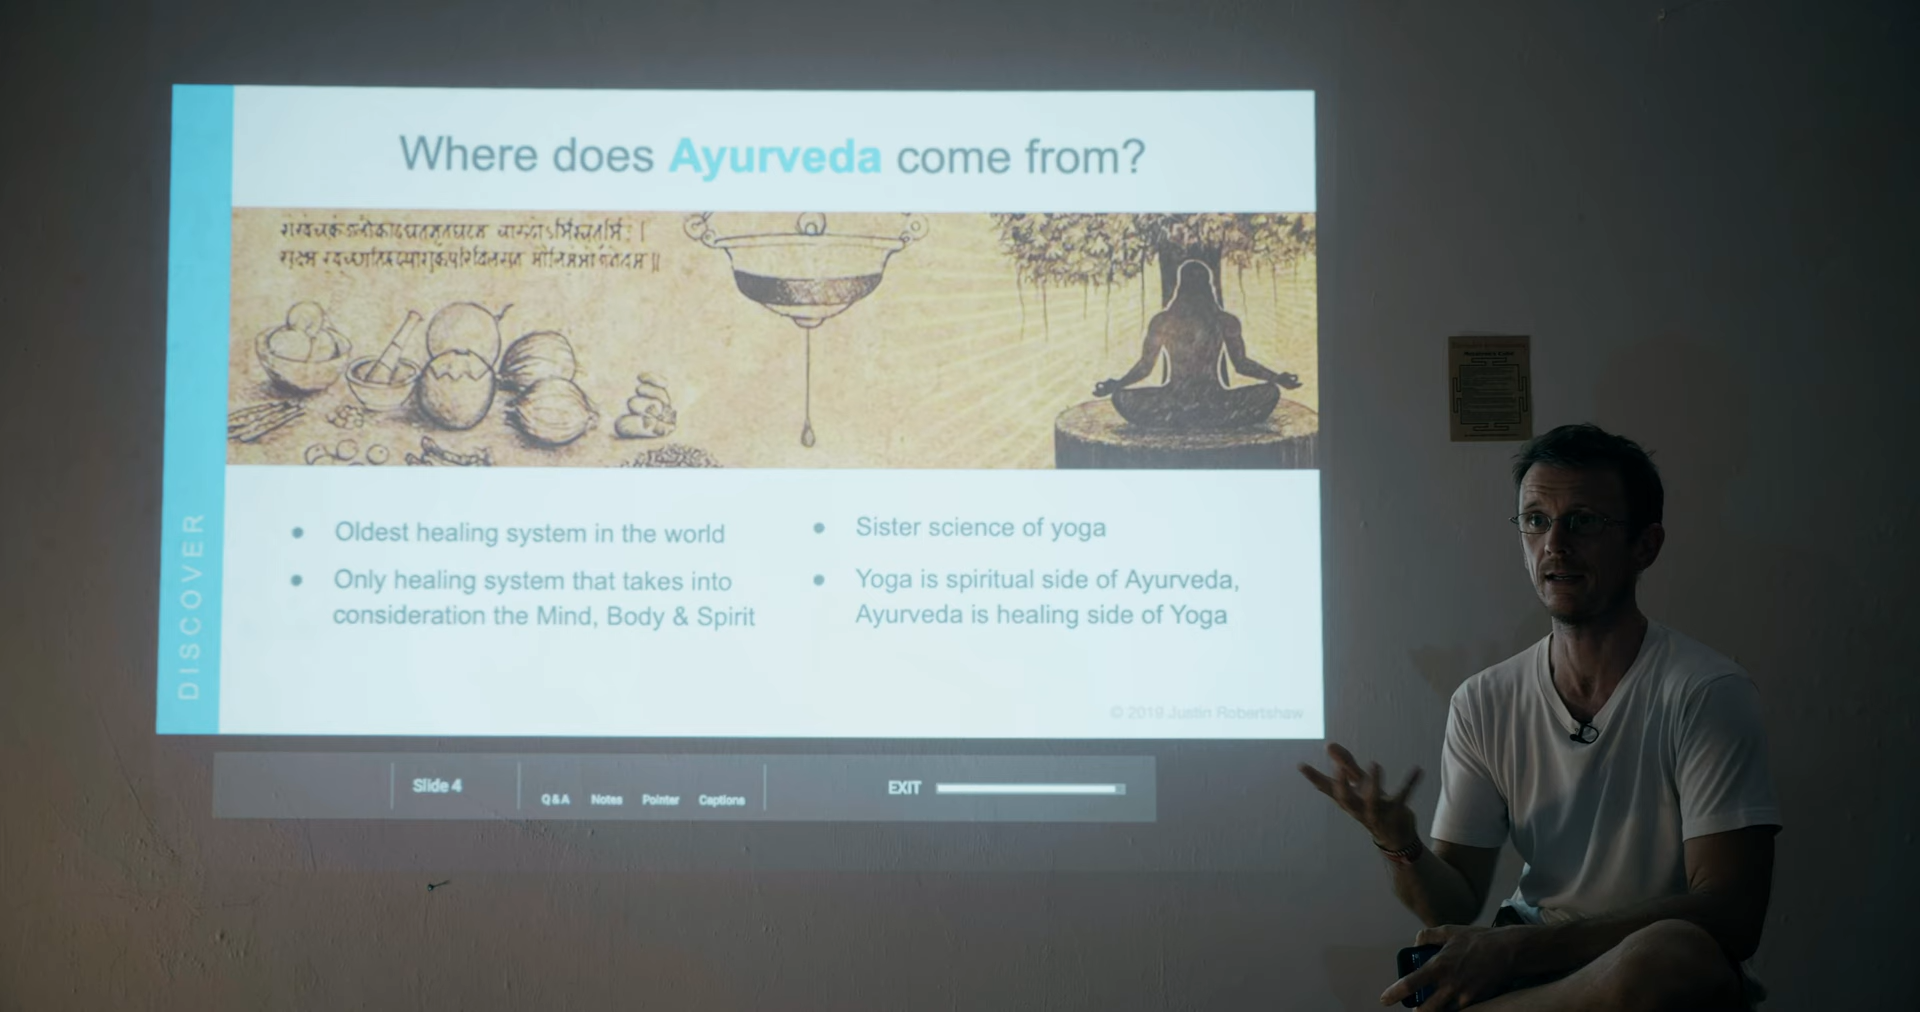 Where does Ayurveda come from?
● Oldest healing system in the world
● Only healing system that takes into
consideration the Mind, Body & Spirit
● Sister science of yoga
● Yoga is spiritual side of Ayurveda,
Ayurveda is healing side of Yoga
DISCOVER
© 2019 Justin Robertshaw
Slide 4
Q&A Notes Pointer Captions
EXIT